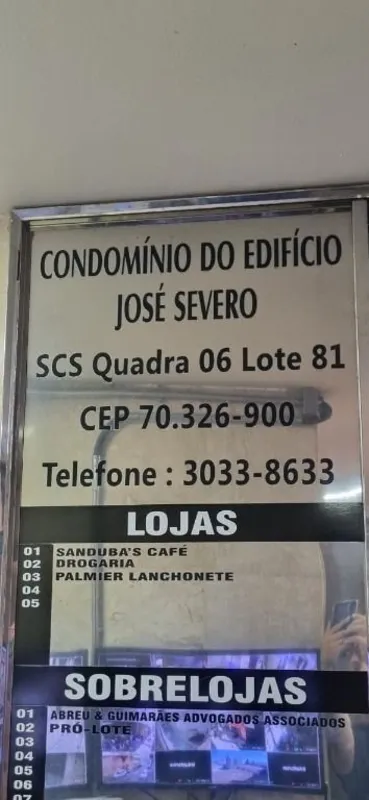 CONDOMÍNIO DO EDIFÍCIO
JOSÉ SEVERO
SCS Quadra 06 Lote 81
CEP 70.326-900
Telefone : 3033-8633
LOJAS
01 SANDUBA'S CAFÉ
02 DROGARIA
03 PALMIER LANCHONETE
04
05
SOBRELOJAS
01 ABREU & GUIMARÃES ADVOGADOS ASSOCIADOS
02 PRÓ-LOTE
03
04
05
06
07